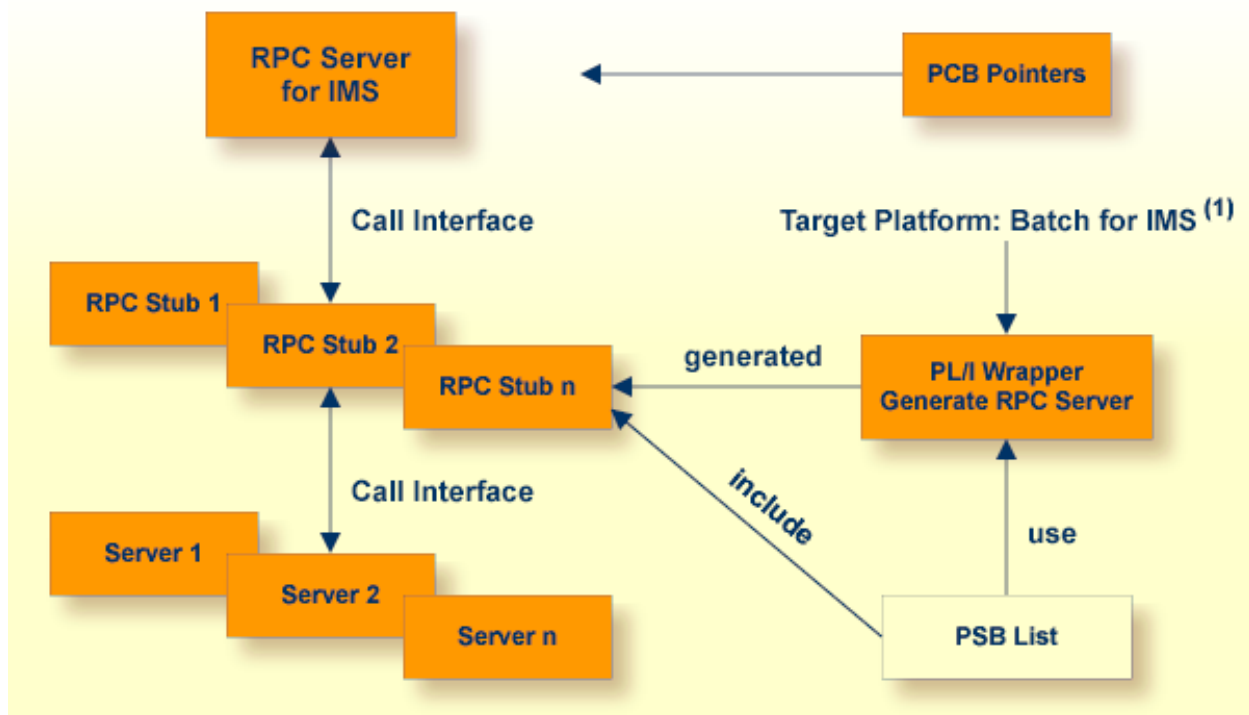 RPC Server
for IMS
PCB Pointers
Call Interface
Target Platform: Batch for IMS (1)
RPC Stub 1
RPC Stub 2
RPC Stub n
generated
PL/I Wrapper
Generate RPC Server
Call Interface
include
use
Server 1
Server 2
Server n
PSB List